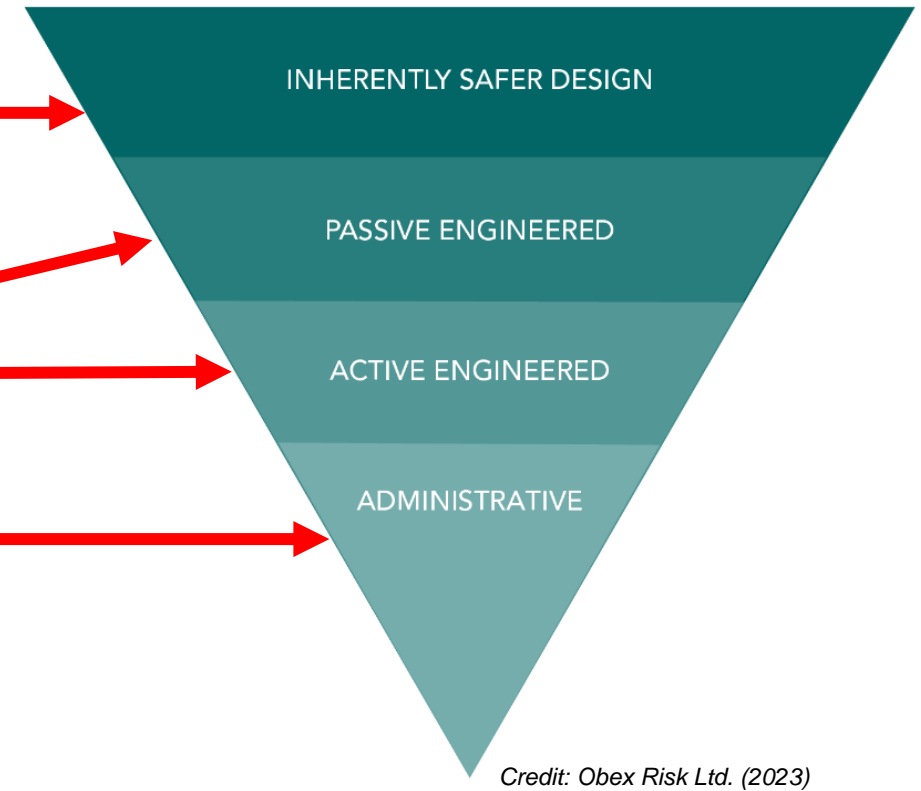 INHERENTLY SAFER DESIGN
PASSIVE ENGINEERED
ACTIVE ENGINEERED
ADMINISTRATIVE
Credit: Obex Risk Ltd. (2023)